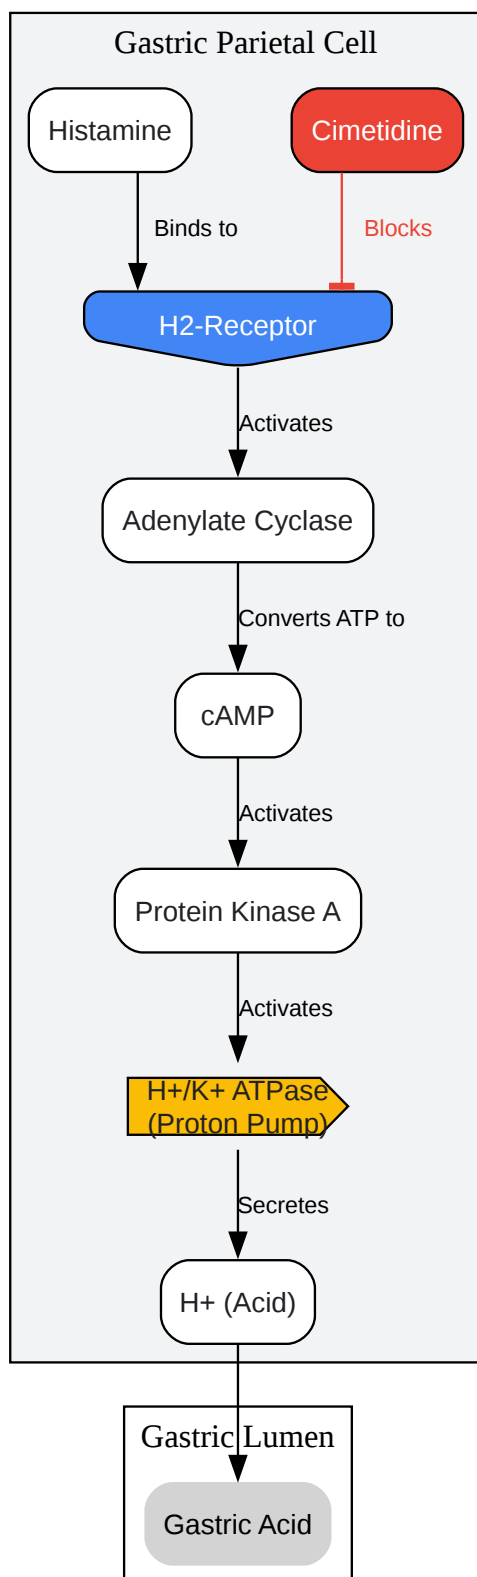 Gastric Parietal Cell
Histamine
Cimetidine
Binds to
Blocks
H2-Receptor
Activates
Adenylate Cyclase
Converts ATP to
cAMP
Activates
Protein Kinase A
Activates
H+/K+ ATPase
(Proton Pump)
Secretes
H+ (Acid)
Gastric Lumen
Gastric Acid